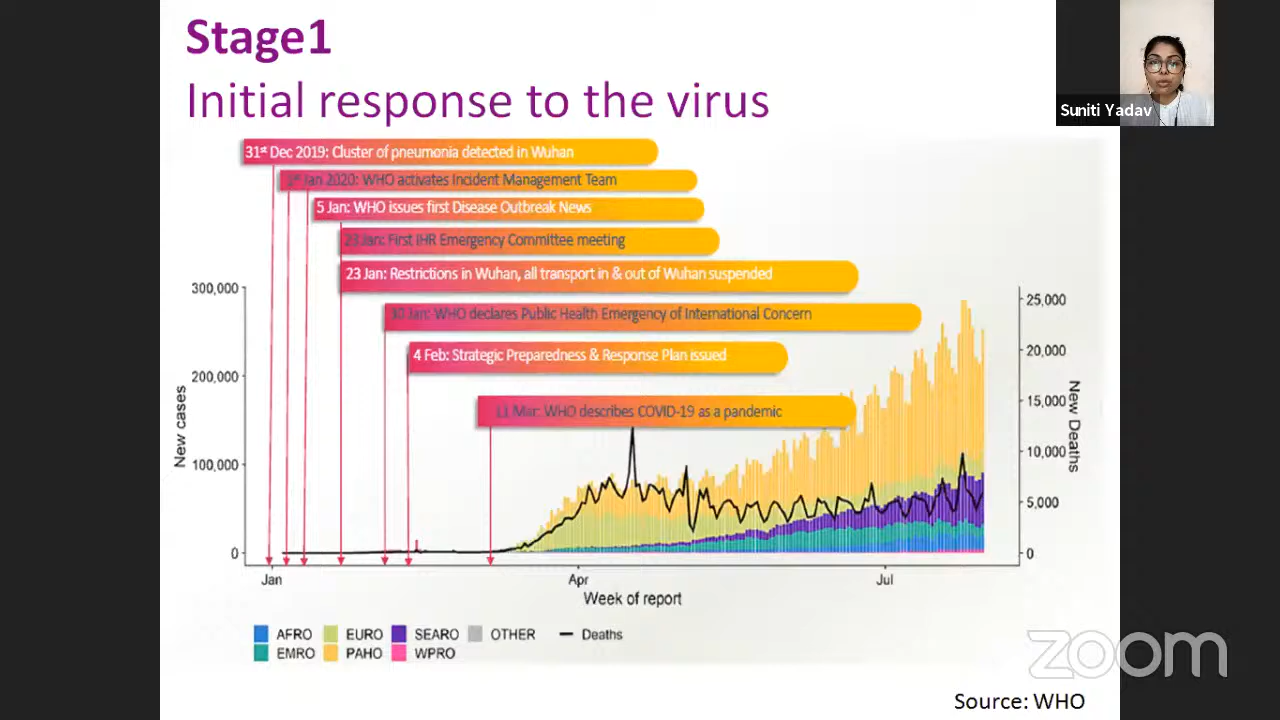 Stage1
Initial response to the virus
Suniti Yadav
31st Dec 2019: Cluster of pneumonia detected in Wuhan
1st Jan 2020: WHO activates Incident Management Team
5 Jan: WHO issues first Disease Outbreak News
23 Jan: First IHR Emergency Committee meeting
23 Jan: Restrictions in Wuhan, all transport in & out of Wuhan suspended
30 Jan: WHO declares Public Health Emergency of International Concern
4 Feb: Strategic Preparedness & Response Plan issued
11 Mar: WHO describes COVID-19 as a pandemic
New cases
300,000
200,000
100,000
0
25,000
20,000
15,000
10,000
5,000
0
New Deaths
Jan Apr Jul
Week of report
AFRO EURO SEARO OTHER Deaths
EMRO PAHO WPRO
zoom
Source: WHO